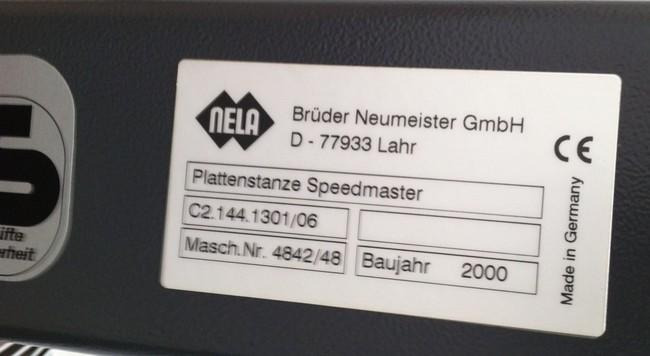 NELA
Brüder Neumeister GmbH
D - 77933 Lahr
CE
Plattenstanze Speedmaster
C2.144.1301/06
Masch.Nr. 4842/48
Baujahr 2000
Made in Germany